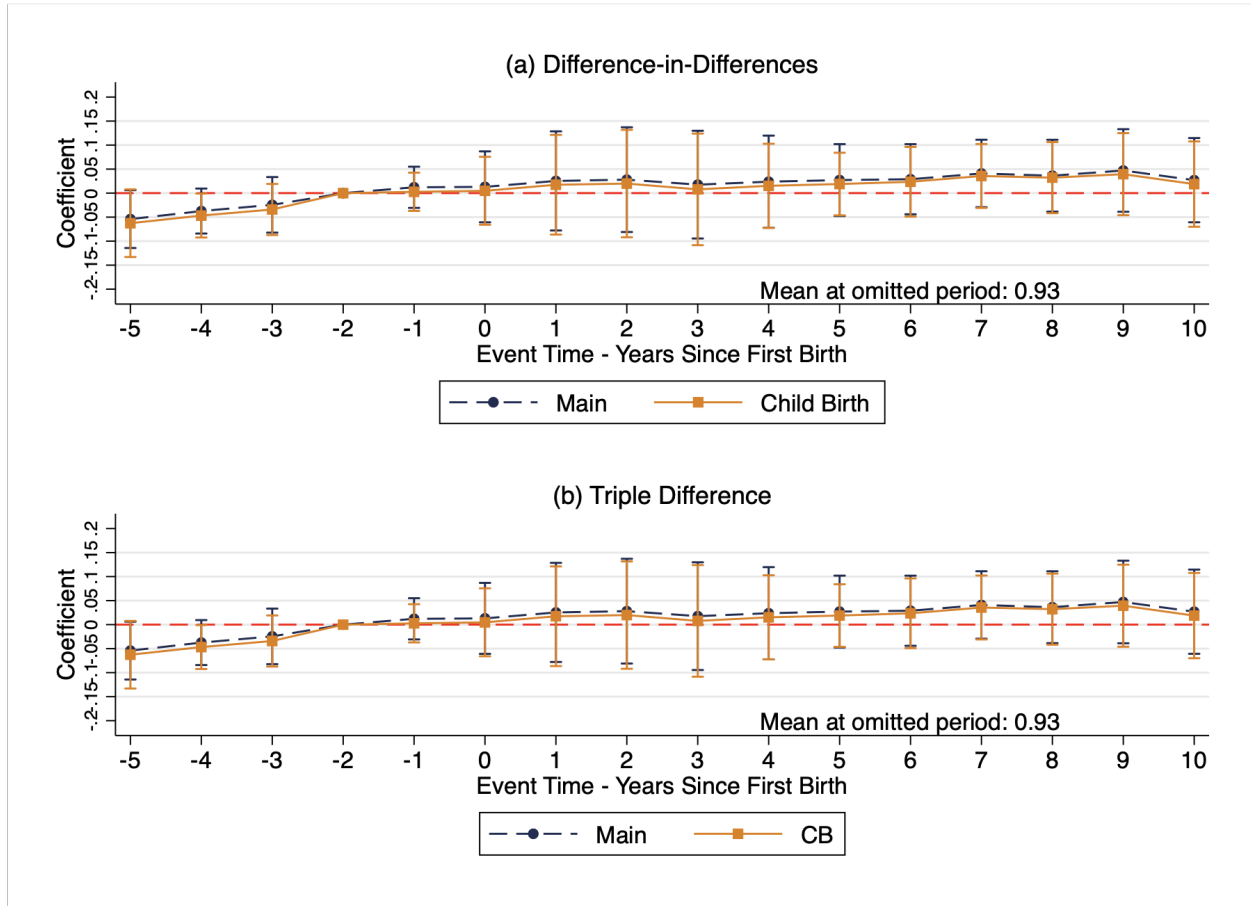 (a) Difference-in-Differences
Coefficient
-.2 -.15 -.1 -.05 0 .05 .1 .15 .2
Mean at omitted period: 0.93
-5 -4 -3 -2 -1 0 1 2 3 4 5 6 7 8 9 10
Event Time - Years Since First Birth
Main Child Birth
(b) Triple Difference
Coefficient
-.2 -.15 -.1 -.05 0 .05 .1 .15 .2
Mean at omitted period: 0.93
-5 -4 -3 -2 -1 0 1 2 3 4 5 6 7 8 9 10
Event Time - Years Since First Birth
Main CB